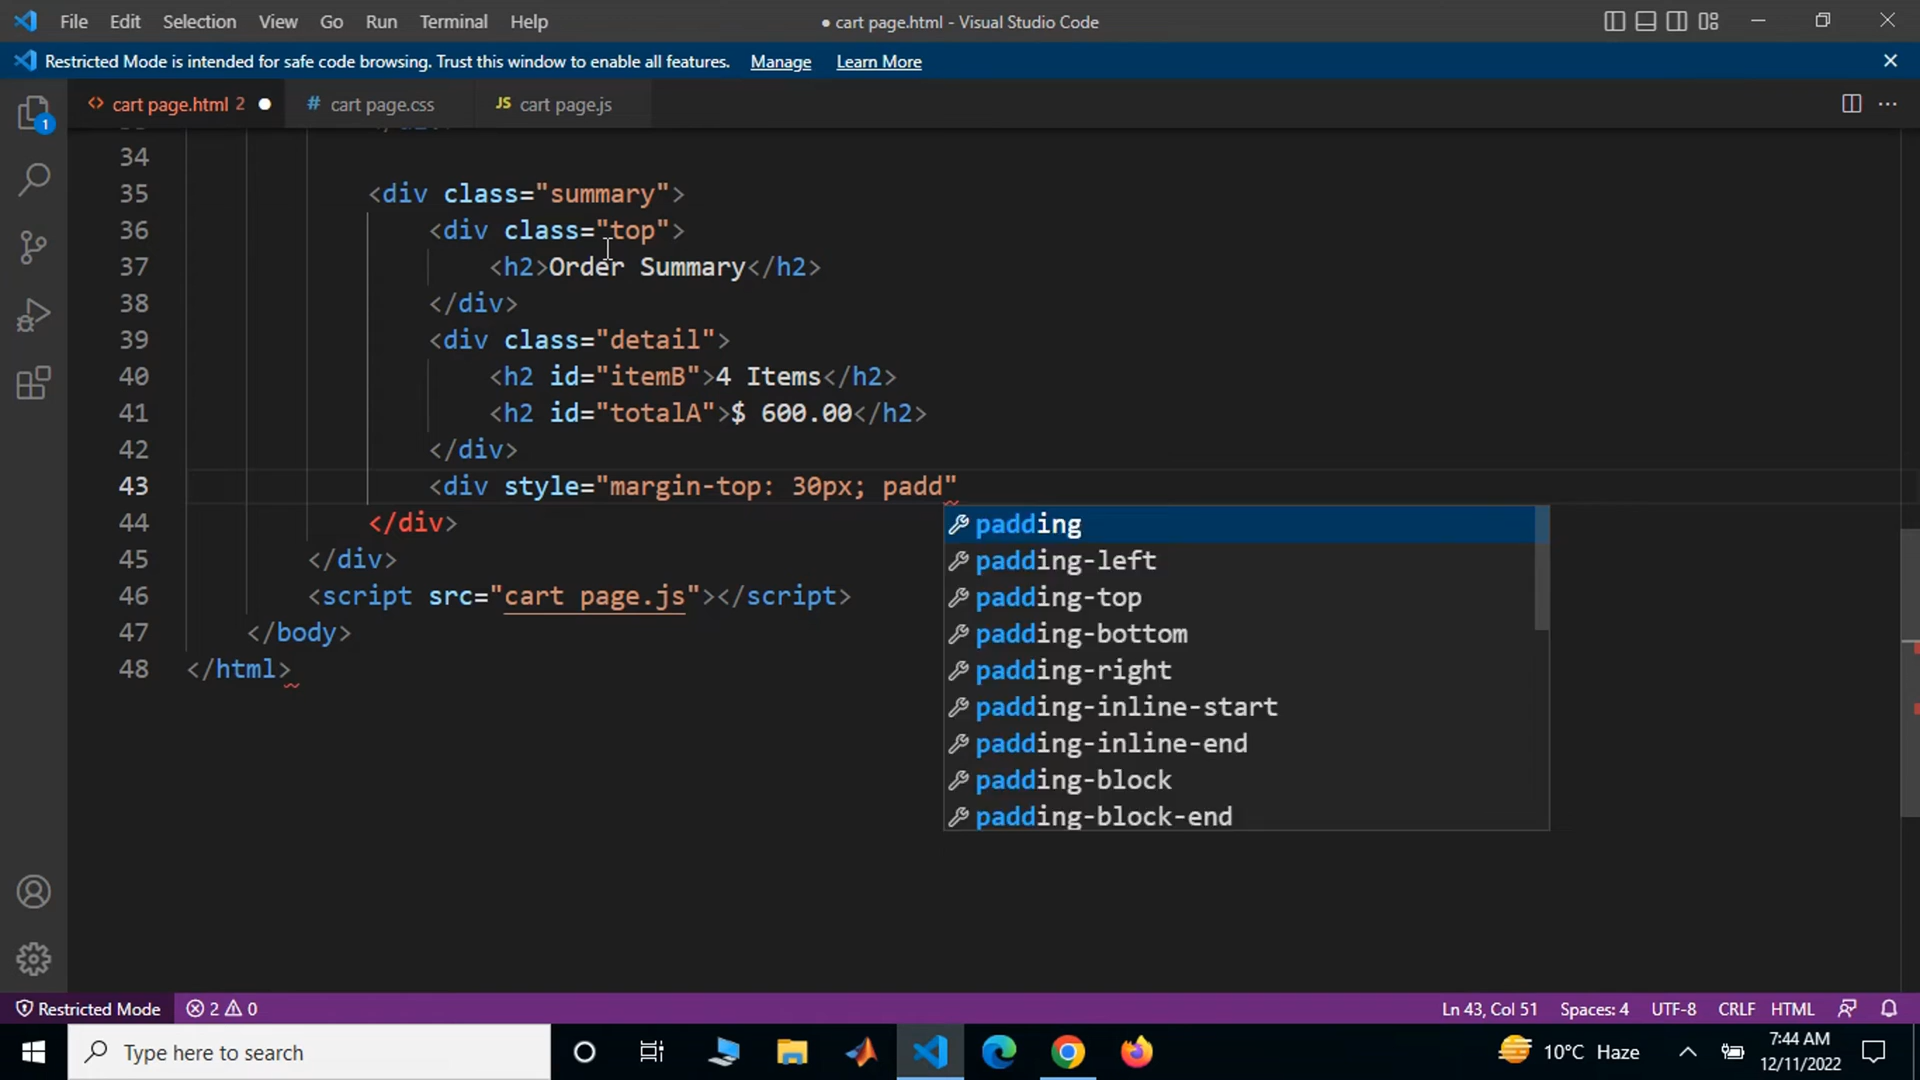 File Edit Selection View Go Run Terminal Help ● cart page.html - Visual Studio Code
Restricted Mode is intended for safe code browsing. Trust this window to enable all features. Manage Learn More
<> cart page.html 2 ● # cart page.css JS cart page.js
1
34
35 <div class="summary">
36 <div class="top">
37 <h2>Order Summary</h2>
38 </div>
39 <div class="detail">
40 <h2 id="itemB">4 Items</h2>
41 <h2 id="totalA">$ 600.00</h2>
42 </div>
43 <div style="margin-top: 30px; padd"
44 </div>
45 </div>
46 <script src="cart page.js"></script>
47 </body>
48 </html>
padding
padding-left
padding-top
padding-bottom
padding-right
padding-inline-start
padding-inline-end
padding-block
padding-block-end
Restricted Mode 2 0 Ln 43, Col 51 Spaces: 4 UTF-8 CRLF HTML
Type here to search 10°C Haze 7:44 AM
12/11/2022